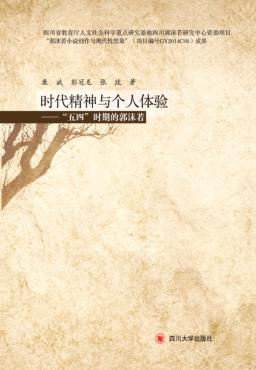 四川省教育厅人文社会科学重点研究基地四川郭沫若研究中心资助项目
“郭沫若小说创作与现代性想象”（项目编号GY2014C08）成果
康 斌 彭冠龙 张 泷 著
时代精神与个人体验
——“五四”时期的郭沫若
四川大学出版社